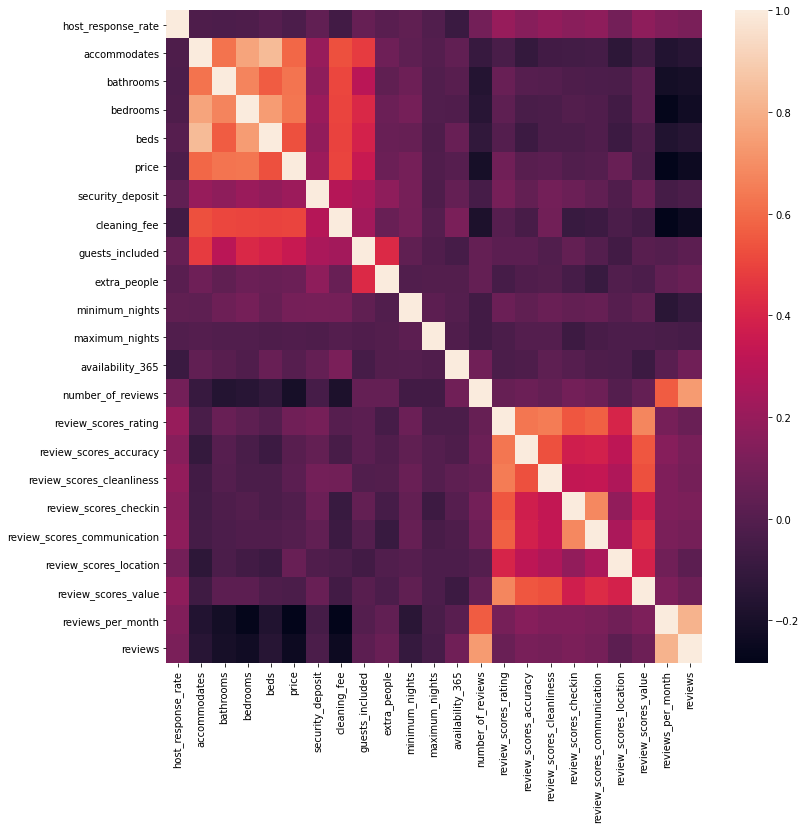 host_response_rate
accommodates
bathrooms
bedrooms
beds
price
security_deposit
cleaning_fee
guests_included
extra_people
minimum_nights
maximum_nights
availability_365
number_of_reviews
review_scores_rating
review_scores_accuracy
review_scores_cleanliness
review_scores_checkin
review_scores_communication
review_scores_location
review_scores_value
reviews_per_month
reviews
host_response_rate
accommodates
bathrooms
bedrooms
beds
price
security_deposit
cleaning_fee
guests_included
extra_people
minimum_nights
maximum_nights
availability_365
number_of_reviews
review_scores_rating
review_scores_accuracy
review_scores_cleanliness
review_scores_checkin
review_scores_communication
review_scores_location
review_scores_value
reviews_per_month
reviews
1.0
0.8
0.6
0.4
0.2
0.0
−0.2